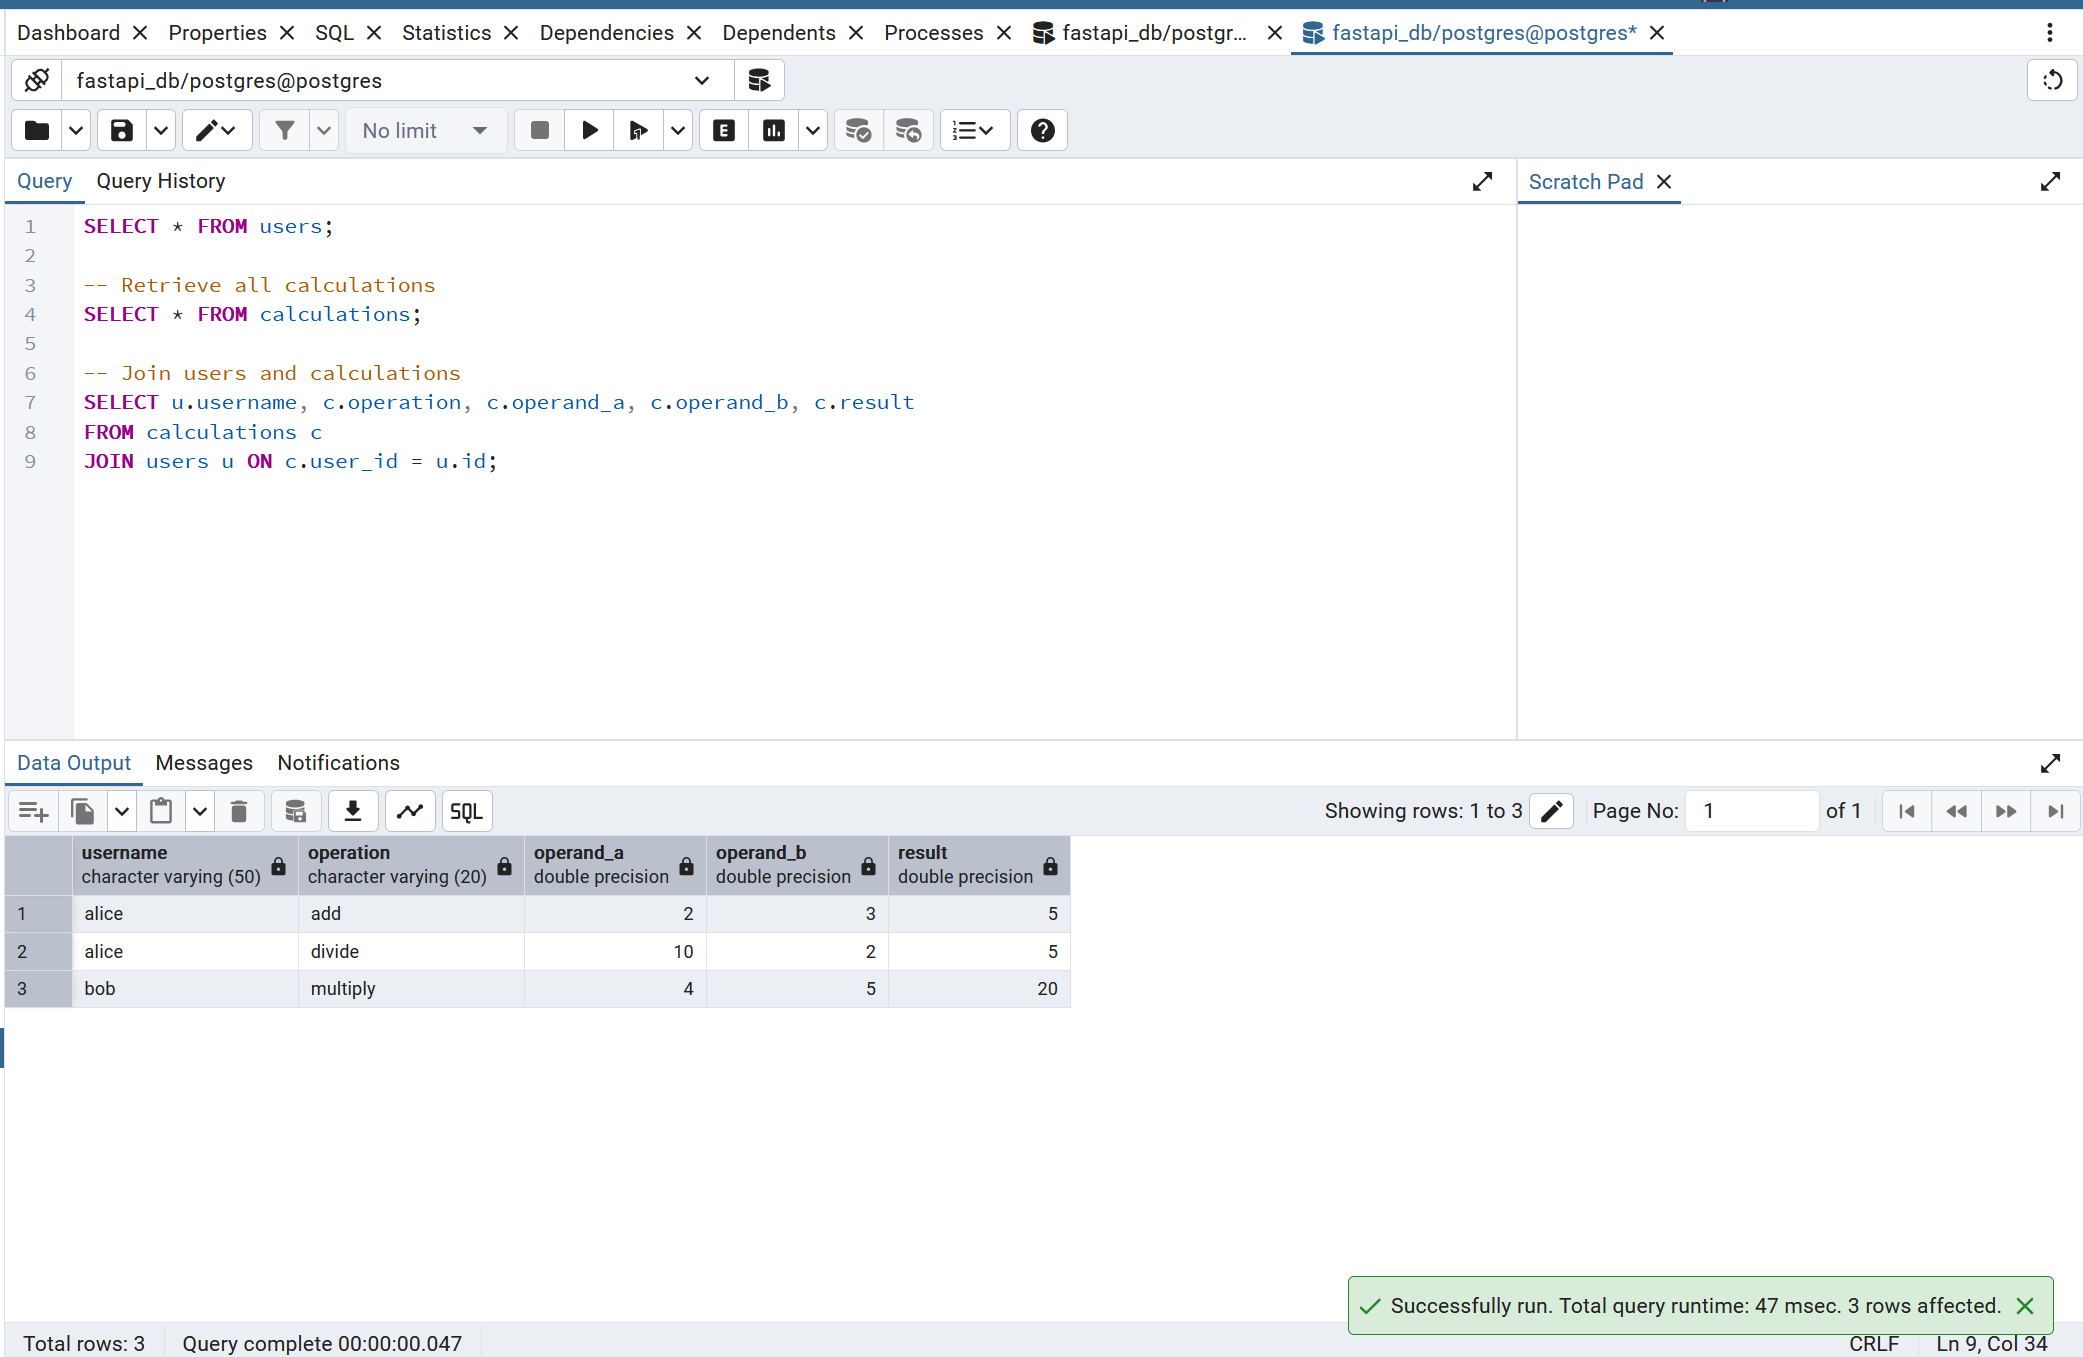 Dashboard Properties SQL Statistics Dependencies Dependents Processes fastapi_db/postgr... fastapi_db/postgres@postgres*
fastapi_db/postgres@postgres
No limit E
Query Query History Scratch Pad
1 SELECT * FROM users;
2
3 -- Retrieve all calculations
4 SELECT * FROM calculations;
5
6 -- Join users and calculations
7 SELECT u.username, c.operation, c.operand_a, c.operand_b, c.result
8 FROM calculations c
9 JOIN users u ON c.user_id = u.id;
Data Output Messages Notifications
SQL Showing rows: 1 to 3 Page No: 1 of 1
username operation operand_a operand_b result
character varying (50) character varying (20) double precision double precision double precision
1 alice add 2 3 5
2 alice divide 10 2 5
3 bob multiply 4 5 20
Successfully run. Total query runtime: 47 msec. 3 rows affected.
Total rows: 3 Query complete 00:00:00.047 CRLF Ln 9, Col 34